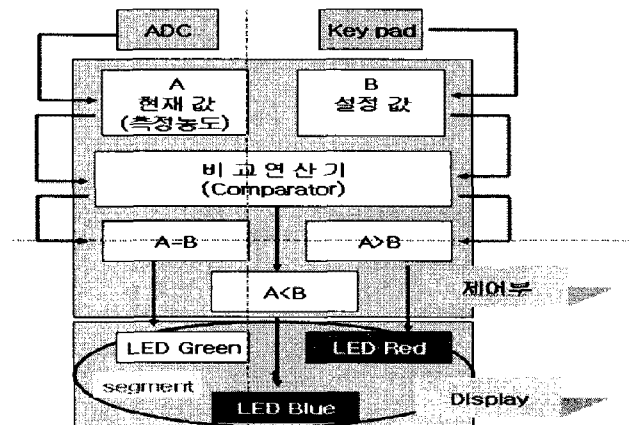 ADC
Key pad
A
현재 값
(측정농도)
B
설정 값
비교연산기
(Comparator)
A=B
A>B
A<B
제어부
LED Green
LED Red
segment
LED Blue
Display